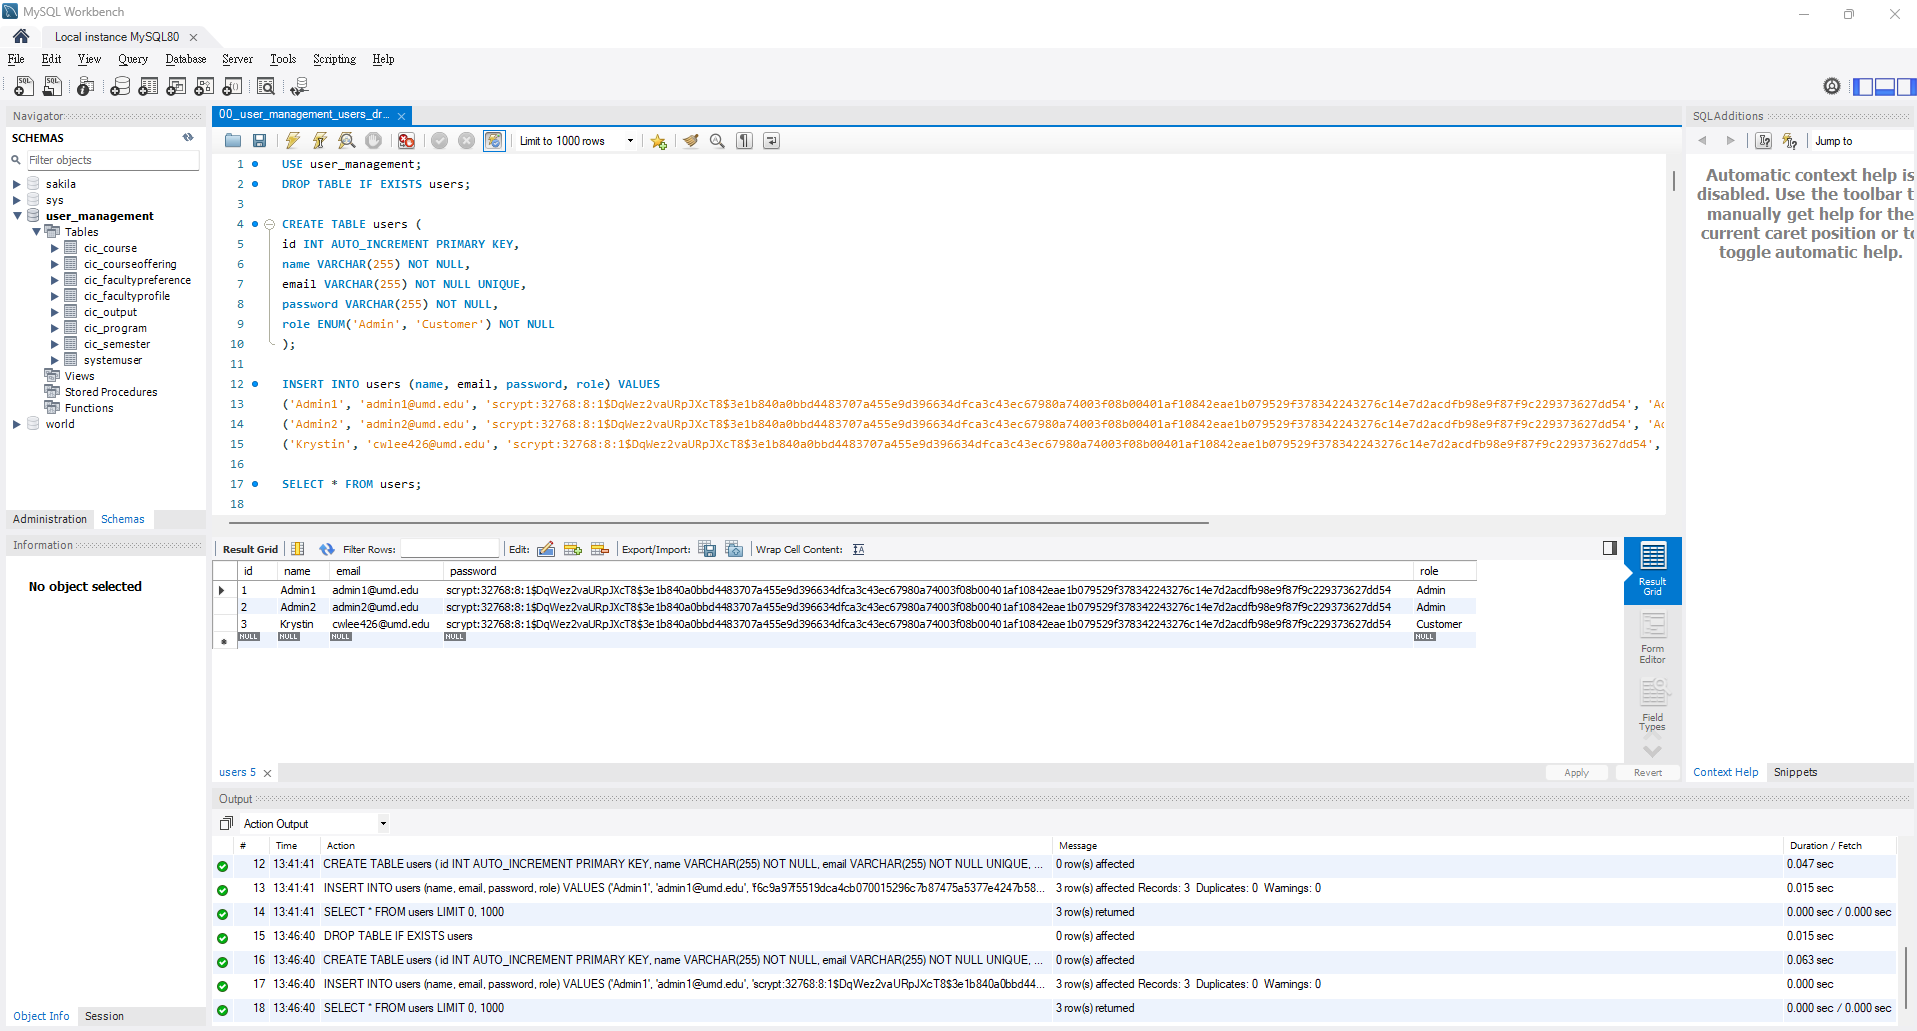 MySQL Workbench
Local instance MySQL80
File Edit View Query Database Server Tools Scripting Help
Navigator
SCHEMAS
Filter objects
sakila
sys
user_management
Tables
cic_course
cic_courseoffering
cic_facultypreference
cic_facultyprofile
cic_output
cic_program
cic_semester
systemuser
Views
Stored Procedures
Functions
world
Administration Schemas
Information
No object selected
Object Info Session
00_user_management_users_dr...
Limit to 1000 rows
1 USE user_management;
2 DROP TABLE IF EXISTS users;
3
4 CREATE TABLE users (
5 id INT AUTO_INCREMENT PRIMARY KEY,
6 name VARCHAR(255) NOT NULL,
7 email VARCHAR(255) NOT NULL UNIQUE,
8 password VARCHAR(255) NOT NULL,
9 role ENUM('Admin', 'Customer') NOT NULL
10 );
11
12 INSERT INTO users (name, email, password, role) VALUES
13 ('Admin1', 'admin1@umd.edu', 'scrypt:32768:8:1$DqWez2vaURpJXcT8$3e1b840a0bbd4483707a455e9d396634dfca3c43ec67980a74003f08b00401af10842eae1b079529f378342243276c14e7d2acdfb98e9f87f9c229373627dd54', 'Ad
14 ('Admin2', 'admin2@umd.edu', 'scrypt:32768:8:1$DqWez2vaURpJXcT8$3e1b840a0bbd4483707a455e9d396634dfca3c43ec67980a74003f08b00401af10842eae1b079529f378342243276c14e7d2acdfb98e9f87f9c229373627dd54', 'Ad
15 ('Krystin', 'cwlee426@umd.edu', 'scrypt:32768:8:1$DqWez2vaURpJXcT8$3e1b840a0bbd4483707a455e9d396634dfca3c43ec67980a74003f08b00401af10842eae1b079529f378342243276c14e7d2acdfb98e9f87f9c229373627dd54',
16
17 SELECT * FROM users;
18
Result Grid Filter Rows: Edit: Export/Import: Wrap Cell Content:
id name email password role
1 Admin1 admin1@umd.edu scrypt:32768:8:1$DqWez2vaURpJXcT8$3e1b840a0bbd4483707a455e9d396634dfca3c43ec67980a74003f08b00401af10842eae1b079529f378342243276c14e7d2acdfb98e9f87f9c229373627dd54 Admin
2 Admin2 admin2@umd.edu scrypt:32768:8:1$DqWez2vaURpJXcT8$3e1b840a0bbd4483707a455e9d396634dfca3c43ec67980a74003f08b00401af10842eae1b079529f378342243276c14e7d2acdfb98e9f87f9c229373627dd54 Admin
3 Krystin cwlee426@umd.edu scrypt:32768:8:1$DqWez2vaURpJXcT8$3e1b840a0bbd4483707a455e9d396634dfca3c43ec67980a74003f08b00401af10842eae1b079529f378342243276c14e7d2acdfb98e9f87f9c229373627dd54 Customer
NULL NULL NULL NULL NULL
Result
Grid
Form
Editor
Field
Types
users 5
Apply Revert
SQLAdditions
Jump to
Automatic context help is
disabled. Use the toolbar t
manually get help for the
current caret position or to
toggle automatic help.
Context Help Snippets
Output
Action Output
# Time Action Message Duration / Fetch
12 13:41:41 CREATE TABLE users ( id INT AUTO_INCREMENT PRIMARY KEY, name VARCHAR(255) NOT NULL, email VARCHAR(255) NOT NULL UNIQUE, ... 0 row(s) affected 0.047 sec
13 13:41:41 INSERT INTO users (name, email, password, role) VALUES ('Admin1', 'admin1@umd.edu', 'f6c9a97f5519dca4cb070015296c7b87475a5377e4247b58... 3 row(s) affected Records: 3 Duplicates: 0 Warnings: 0 0.015 sec
14 13:41:41 SELECT * FROM users LIMIT 0, 1000 3 row(s) returned 0.000 sec / 0.000 sec
15 13:46:40 DROP TABLE IF EXISTS users 0 row(s) affected 0.015 sec
16 13:46:40 CREATE TABLE users ( id INT AUTO_INCREMENT PRIMARY KEY, name VARCHAR(255) NOT NULL, email VARCHAR(255) NOT NULL UNIQUE, ... 0 row(s) affected 0.063 sec
17 13:46:40 INSERT INTO users (name, email, password, role) VALUES ('Admin1', 'admin1@umd.edu', 'scrypt:32768:8:1$DqWez2vaURpJXcT8$3e1b840a0bbd44... 3 row(s) affected Records: 3 Duplicates: 0 Warnings: 0 0.000 sec
18 13:46:40 SELECT * FROM users LIMIT 0, 1000 3 row(s) returned 0.000 sec / 0.000 sec